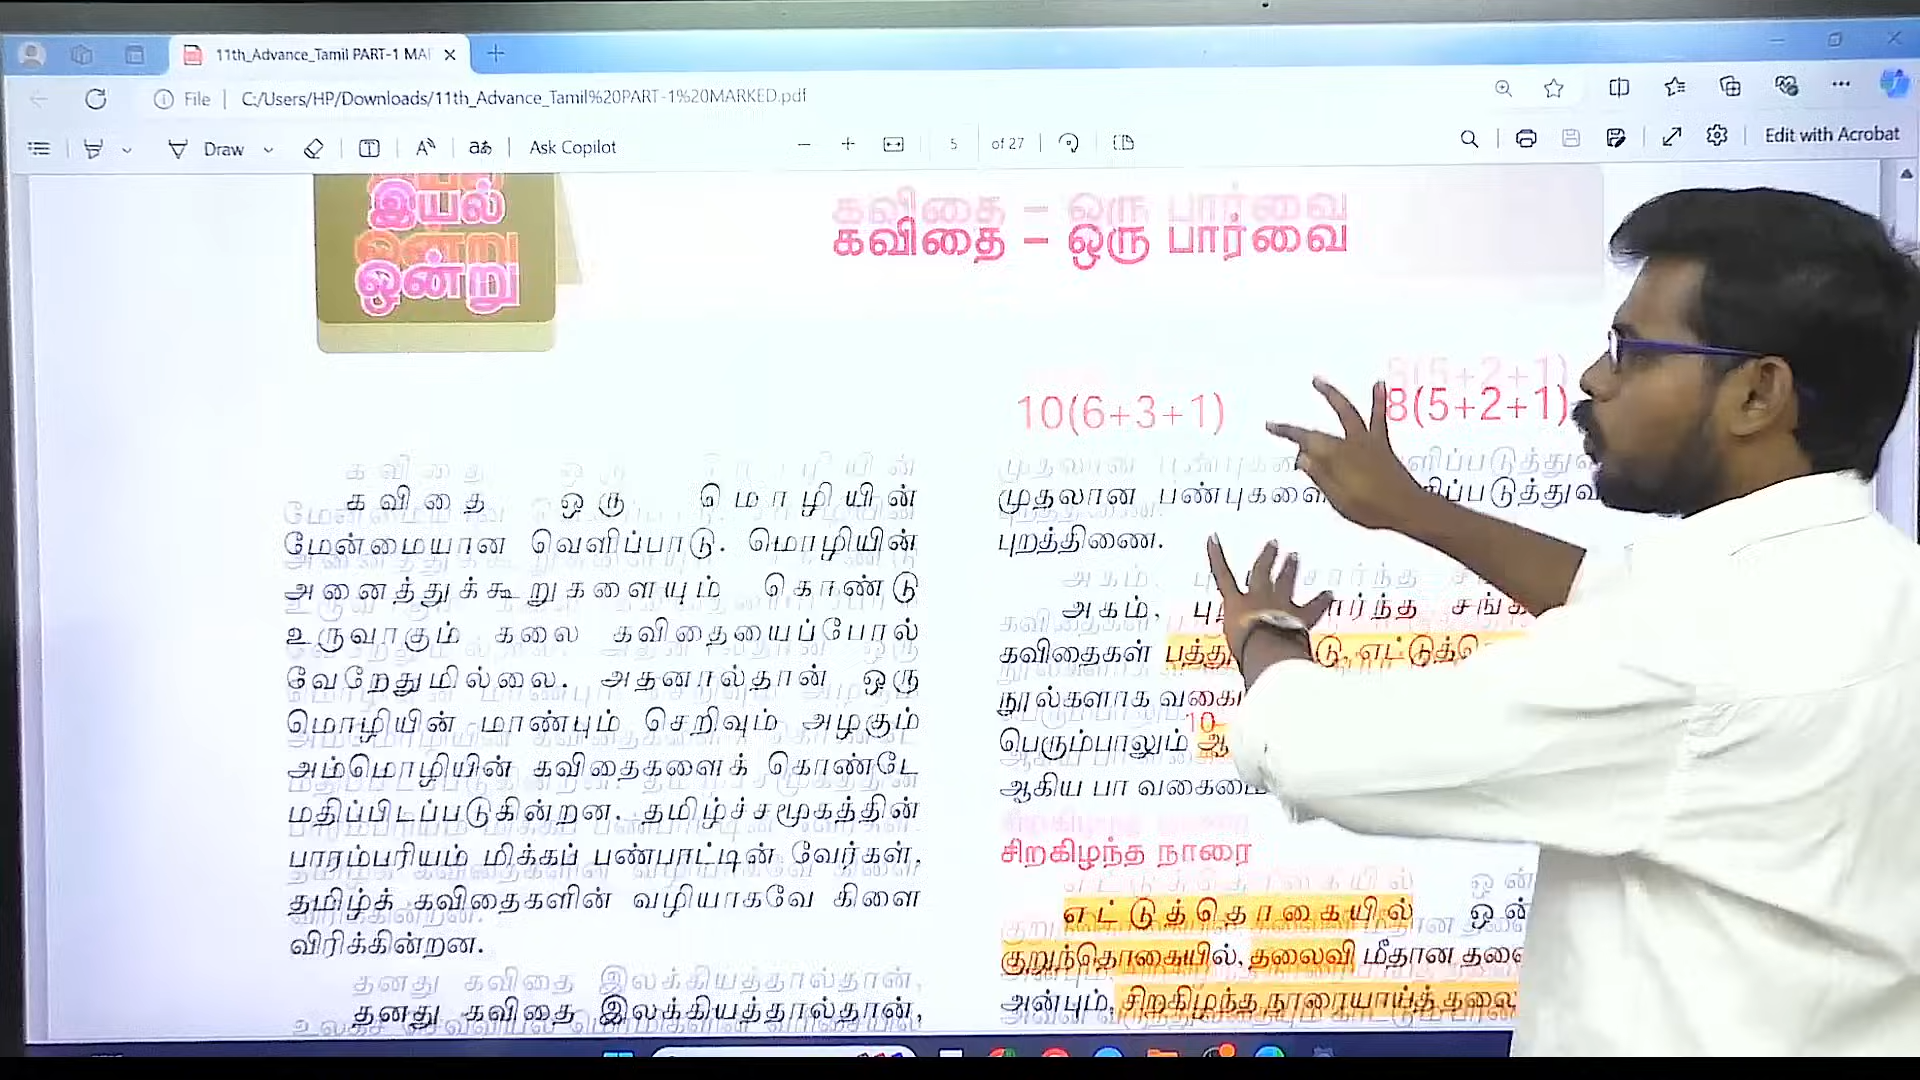 11th_Advance_Tamil PART-1 MAI
File
C:/Users/HP/Downloads/11th_Advance_Tamil%20PART-1%20MARKED.pdf
Draw
Ask Copilot
5 of 27
Edit with Acrobat
இயல்
ஒன்று
கவிதை – ஒரு பார்வை
10(6+3+1)
8(5+2+1)
கவிதை ஒரு மொழியின்
மேன்மையான வெளிப்பாடு. மொழியின்
அனைத்துக்கூறுகளையும் கொண்டு
உருவாகும் கலை கவிதையைப்போல்
வேறேதுமில்லை. அதனால்தான் ஒரு
மொழியின் மாண்பும் செறிவும் அழகும்
அம்மொழியின் கவிதைகளைக் கொண்டே
மதிப்பிடப்படுகின்றன. தமிழ்ச்சமூகத்தின்
பாரம்பரியம் மிக்கப் பண்பாட்டின் வேர்கள்,
தமிழ்க் கவிதைகளின் வழியாகவே கிளை
விரிக்கின்றன.
தனது கவிதை இலக்கியத்தால்தான்,
முதலான பண்புகளை
புறத்திணை.
அகம்,
கவிதைகள்
நூல்களாக
10
பெரும்பாலும்
ஆகிய பா
சிறகிழந்த நாரை
எட்டுத்தொகையில்
குறுந்தொகையில், தலைவி மீதான
அன்பும், சிறகிழந்த நாரையாய்த்